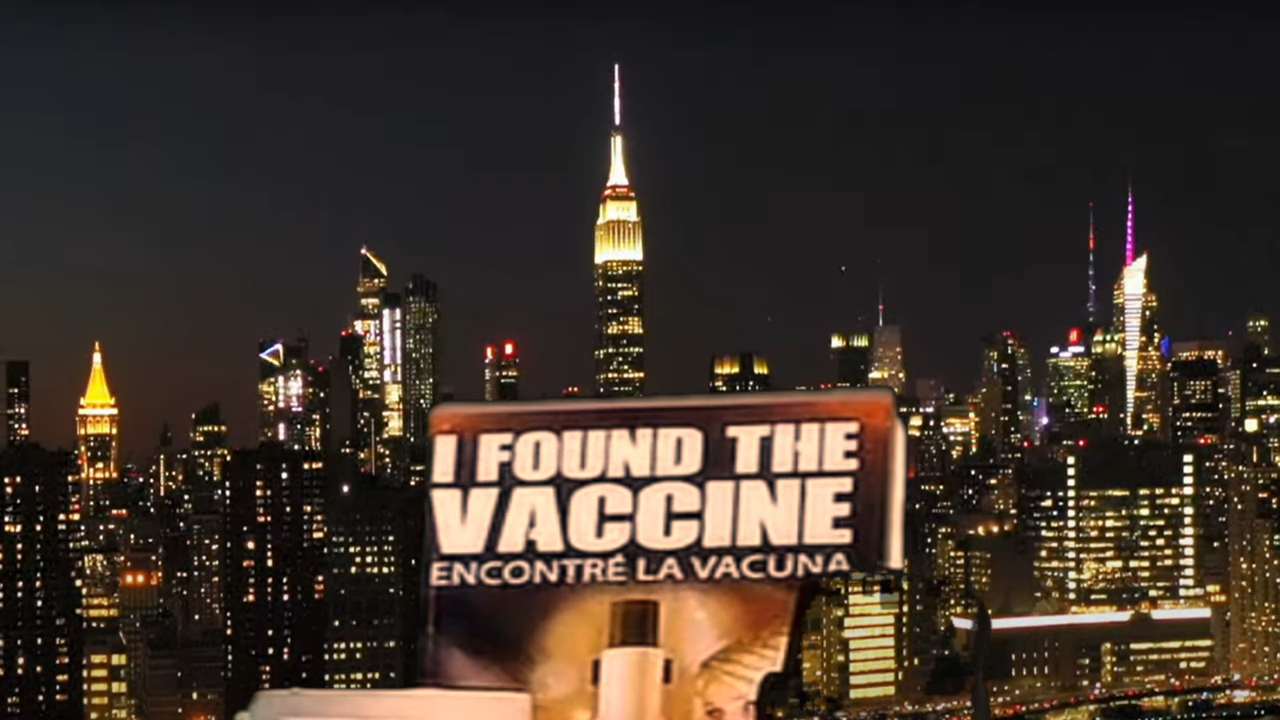 I FOUND THE
VACCINE
ENCONTRÉ LA VACUNA